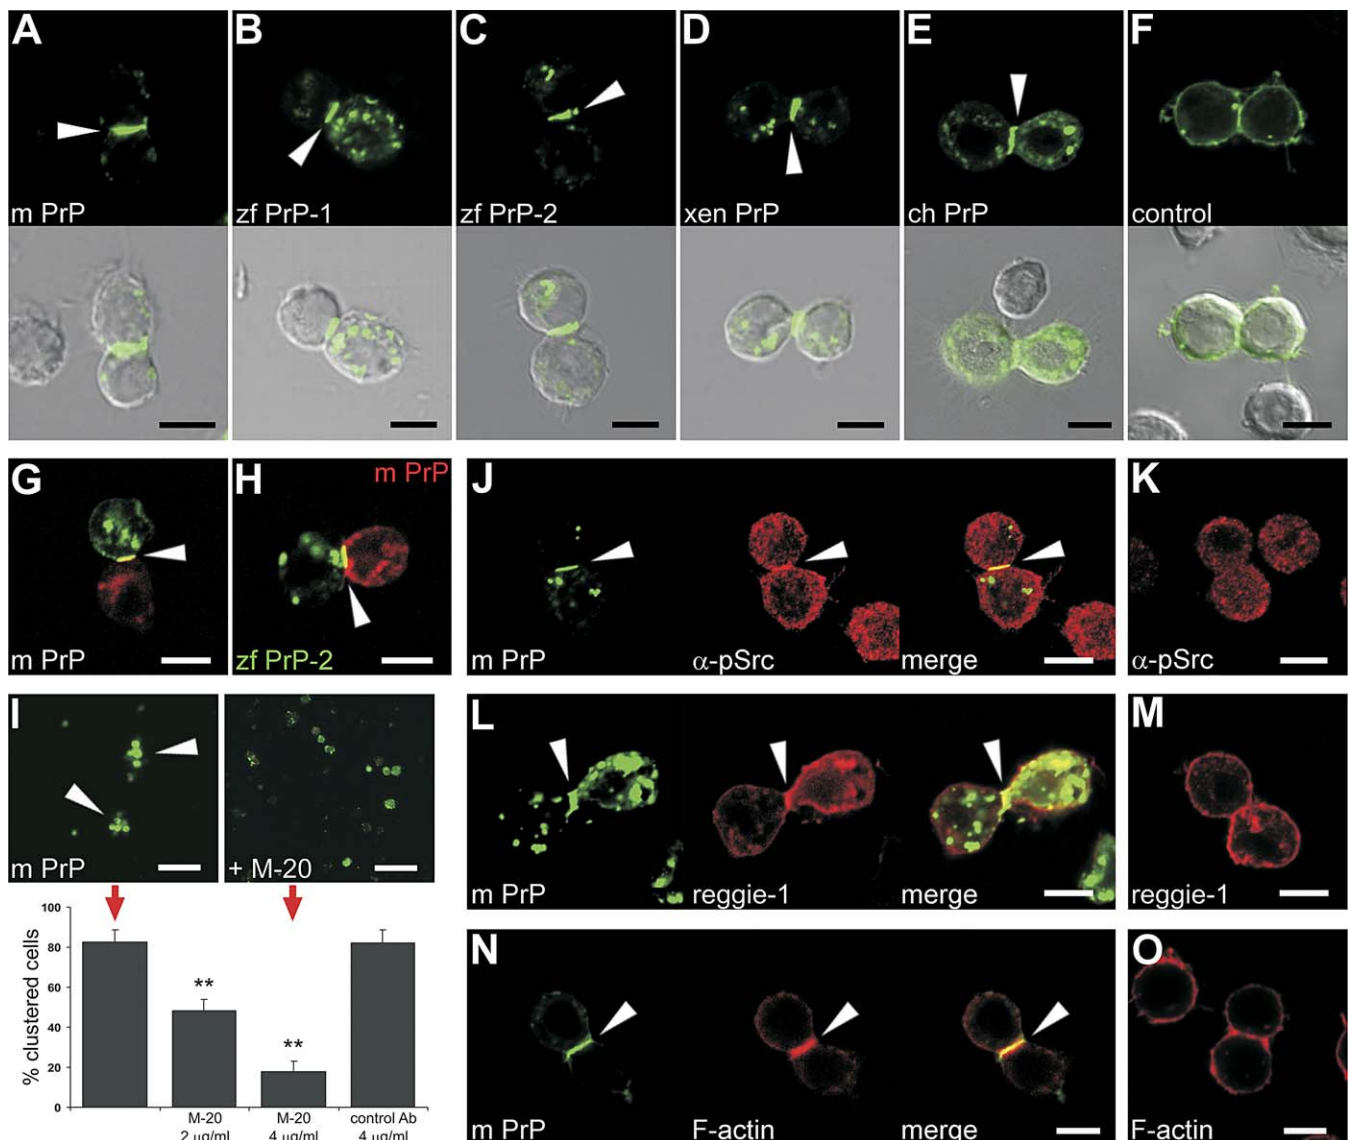 A B C D E F
m PrP zf PrP-1 zf PrP-2 xen PrP ch PrP control
G H m PrP J K
m PrP zf PrP-2 m PrP α-pSrc merge α-pSrc
I L M
m PrP + M-20 m PrP reggie-1 merge reggie-1
100
80
60
40
20
0
% clustered cells
**
**
M-20 M-20 control Ab
2 µg/ml 4 µg/ml 4 µg/ml
N O
m PrP F-actin merge F-actin